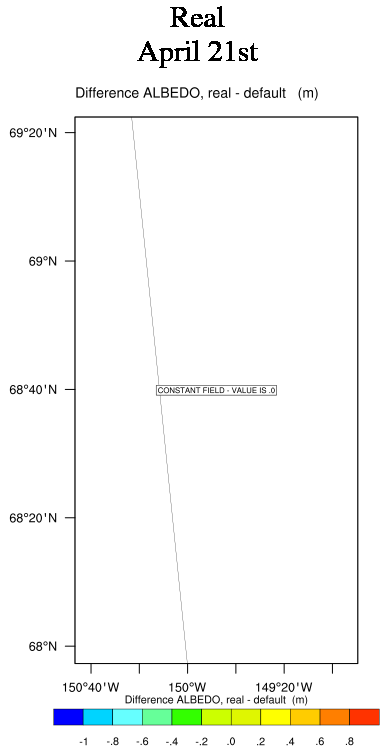 Real
April 21st
Difference ALBEDO, real - default (m)
69°20'N
69°N
68°40'N
CONSTANT FIELD - VALUE IS .0
68°20'N
68°N
150°40'W 150°W 149°20'W
Difference ALBEDO, real - default (m)
-1 -.8 -.6 -.4 -.2 .0 .2 .4 .6 .8